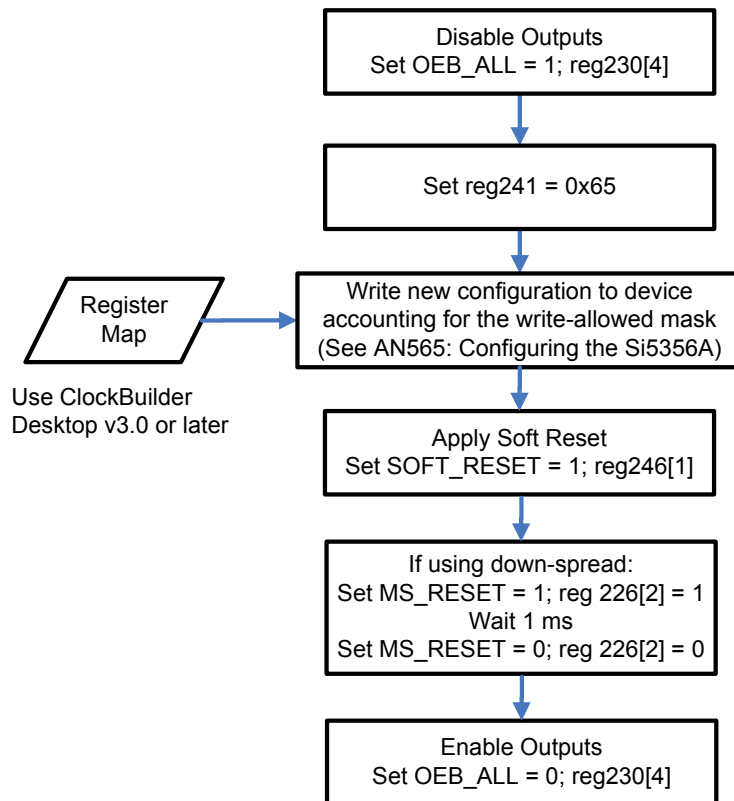 Disable Outputs
Set OEB_ALL = 1; reg230[4]
Set reg241 = 0x65
Register
Map
Use ClockBuilder
Desktop v3.0 or later
Write new configuration to device
accounting for the write-allowed mask
(See AN565: Configuring the Si5356A)
Apply Soft Reset
Set SOFT_RESET = 1; reg246[1]
If using down-spread:
Set MS_RESET = 1; reg 226[2] = 1
Wait 1 ms
Set MS_RESET = 0; reg 226[2] = 0
Enable Outputs
Set OEB_ALL = 0; reg230[4]